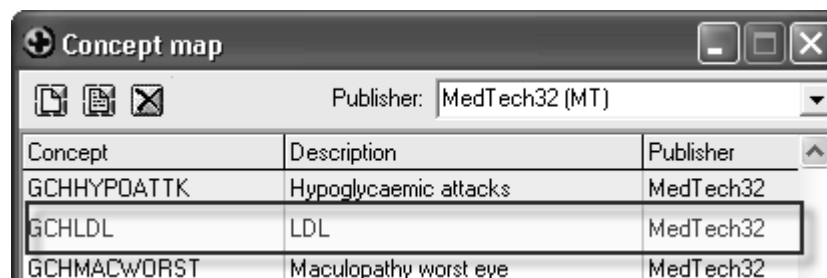 Concept map
Publisher: MedTech32 (MT)
Concept Description Publisher
GCHHYPOATTK Hypoglycaemic attacks MedTech32
GCHLDL LDL MedTech32
GCHMACWORST Maculopathy worst eye MedTech32